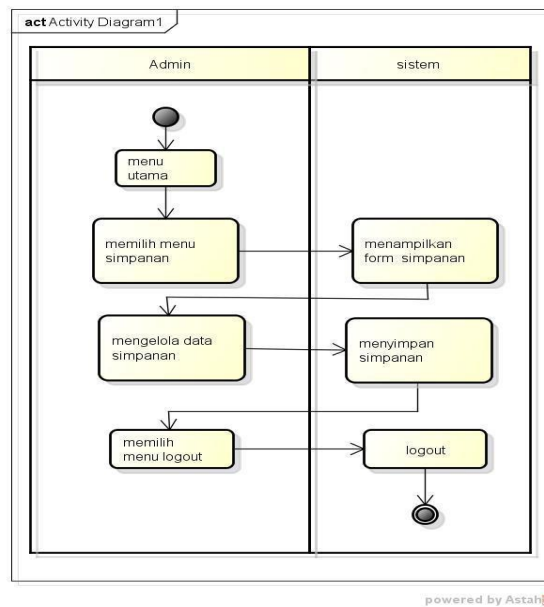 act Activity Diagram1
Admin
sistem
menu
utama
memilih menu
simpanan
menampilkan
form simpanan
mengelola data
simpanan
menyimpan
simpanan
memilih
menu logout
logout
powered by Astah